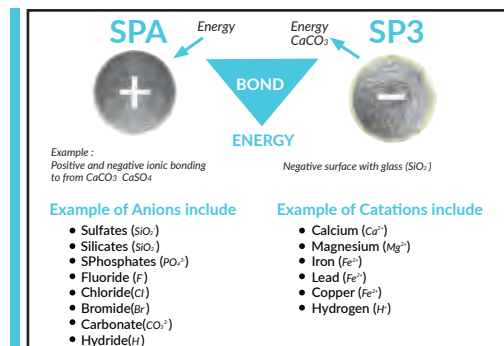 SPA
Energy
Energy
CaCO₃
SP3
+
BOND
−
ENERGY
Example :
Positive and negative ionic bonding
to from CaCO₃ CaSO4
Negative surface with glass (SiO₂⁻)
Example of Anions include
• Sulfates (SiO₂⁻)
• Silicates (SiO₂⁻)
• SPhosphates (PO₄⁻³)
• Fluoride (F⁻)
• Chloride(Cl⁻)
• Bromide(Br⁻)
• Carbonate(CO₃²⁻)
• Hydride(H⁻)
Example of Catations include
• Calcium (Ca²⁺)
• Magnesium (Mg²⁺)
• Iron (Fe²⁺)
• Lead (Fe²⁺)
• Copper (Fe²⁺)
• Hydrogen (H⁺)